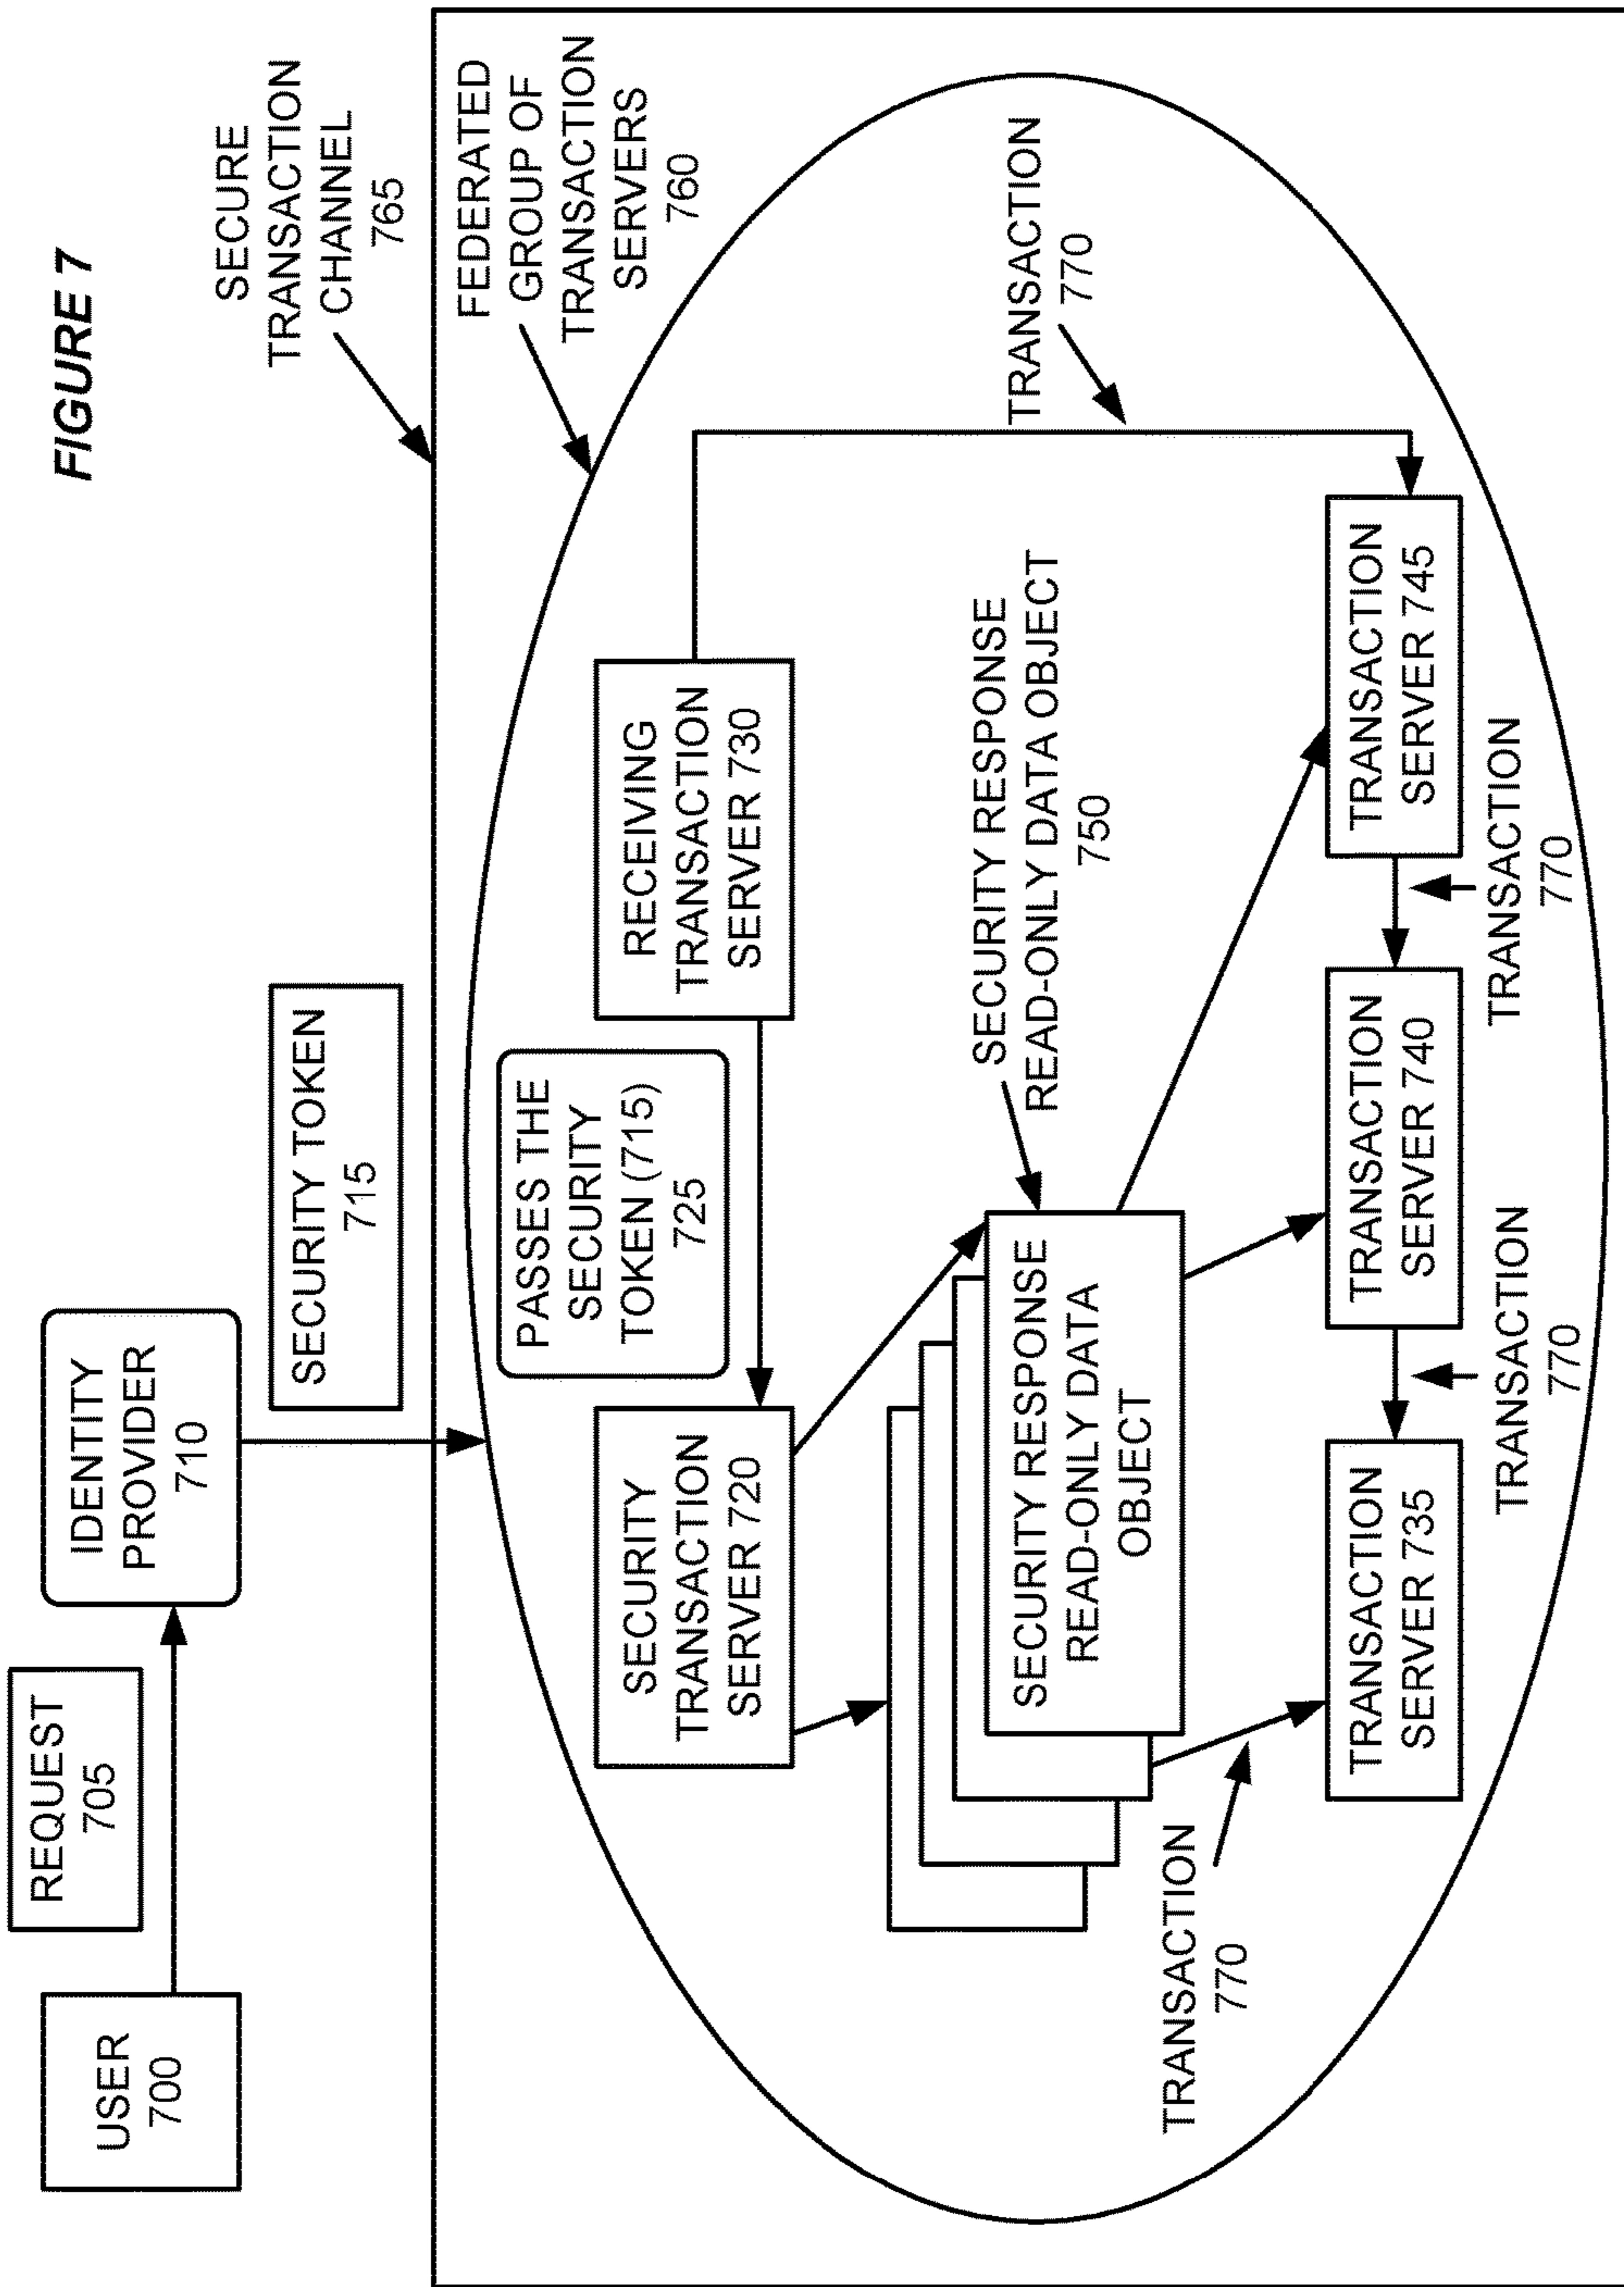 FIGURE 7
USER
700
REQUEST
705
IDENTITY
PROVIDER
710
SECURITY TOKEN
715
SECURE
TRANSACTION
CHANNEL
765
FEDERATED
GROUP OF
TRANSACTION
SERVERS
760
SECURITY
TRANSACTION
SERVER 720
PASSES THE
SECURITY
TOKEN (715)
725
RECEIVING
TRANSACTION
SERVER 730
TRANSACTION
770
SECURITY RESPONSE
READ-ONLY DATA OBJECT
750
SECURITY RESPONSE
READ-ONLY DATA
OBJECT
TRANSACTION
770
TRANSACTION
SERVER 735
TRANSACTION
SERVER 740
TRANSACTION
SERVER 745
TRANSACTION
770
TRANSACTION
770